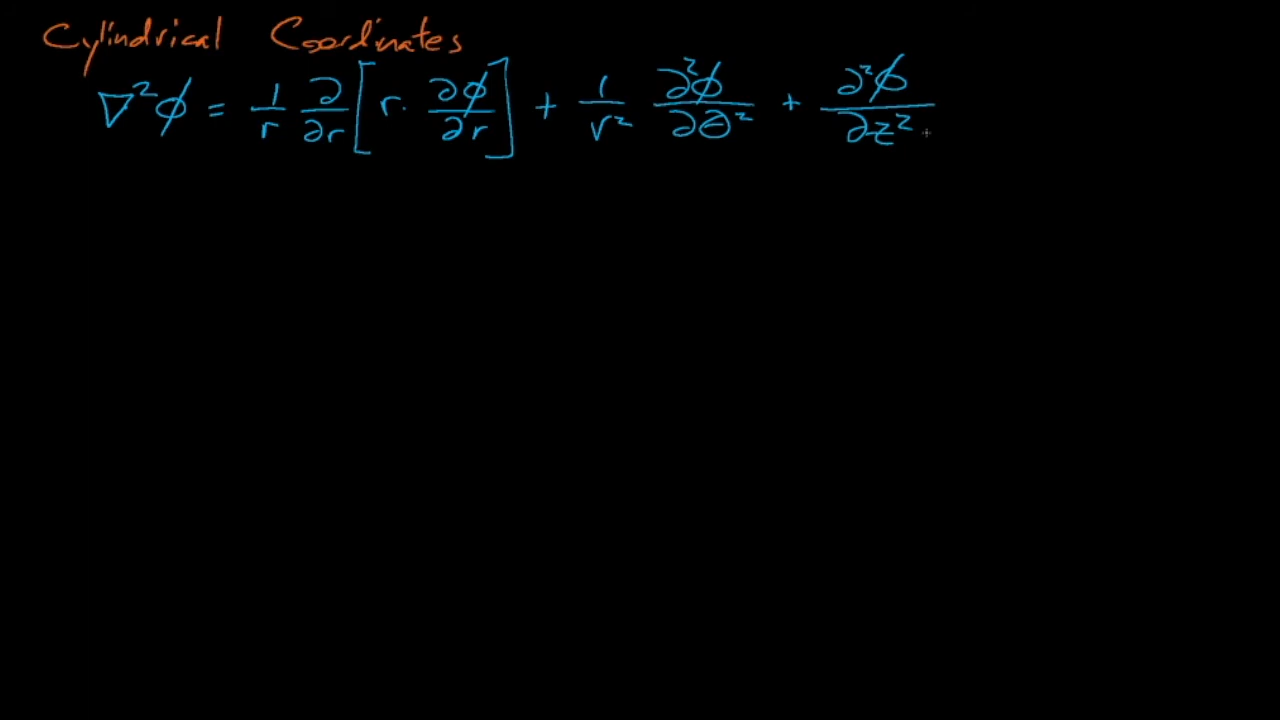 Cylindrical Coordinates
∇²ϕ = 1/r ∂/∂r [r · ∂ϕ/∂r] + 1/r² ∂²ϕ/∂θ² + ∂²ϕ/∂z²